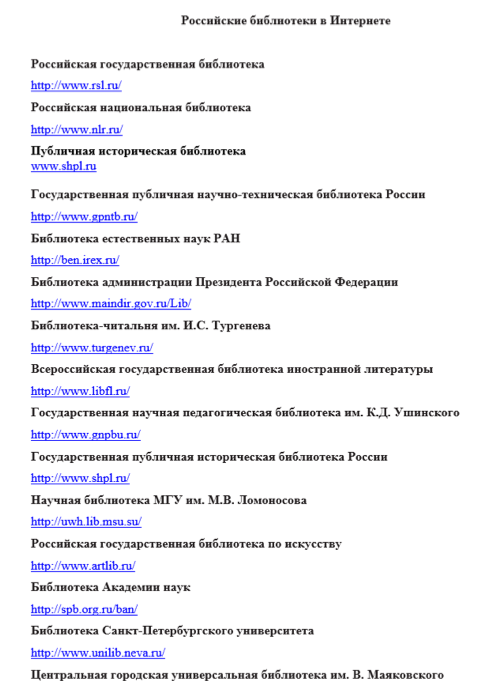 Российские библиотеки в Интернете
Российская государственная библиотека
http://www.rsl.ru/
Российская национальная библиотека
http://www.nlr.ru/
Публичная историческая библиотека
www.shpl.ru
Государственная публичная научно-техническая библиотека России
http://www.gpntb.ru/
Библиотека естественных наук РАН
http://ben.irex.ru/
Библиотека администрации Президента Российской Федерации
http://www.maindir.gov.ru/Lib/
Библиотека-читальня им. И.С. Тургенева
http://www.turgenev.ru/
Всероссийская государственная библиотека иностранной литературы
http://www.libfl.ru/
Государственная научная педагогическая библиотека им. К.Д. Ушинского
http://www.gnpbu.ru/
Государственная публичная историческая библиотека России
http://www.shpl.ru/
Научная библиотека МГУ им. М.В. Ломоносова
http://uwh.lib.msu.su/
Российская государственная библиотека по искусству
http://www.artlib.ru/
Библиотека Академии наук
http://spb.org.ru/ban/
Библиотека Санкт-Петербургского университета
http://www.unilib.neva.ru/
Центральная городская универсальная библиотека им. В. Маяковского